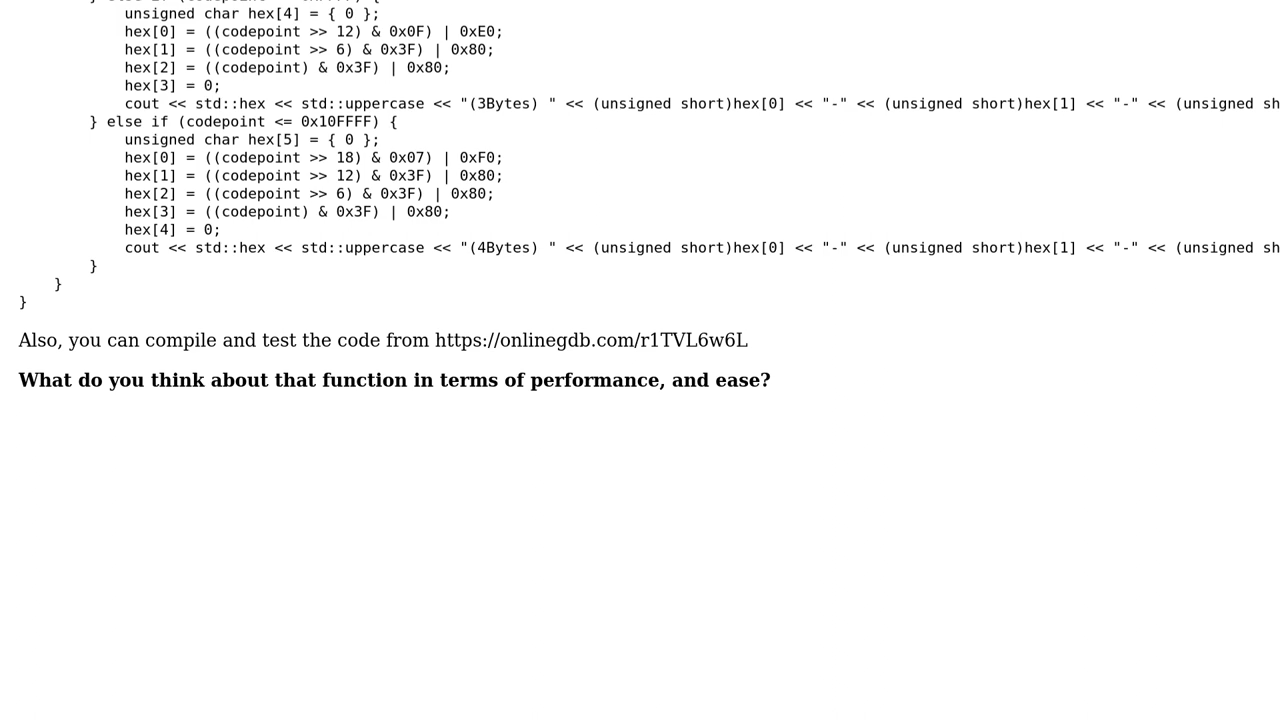 unsigned char hex[4] = { 0 };
hex[0] = ((codepoint >> 12) & 0x0F) | 0xE0;
hex[1] = ((codepoint >> 6) & 0x3F) | 0x80;
hex[2] = ((codepoint) & 0x3F) | 0x80;
hex[3] = 0;
cout << std::hex << std::uppercase << "(3Bytes) " << (unsigned short)hex[0] << "-" << (unsigned short)hex[1] << "-" << (unsigned sh
} else if (codepoint <= 0x10FFFF) {
unsigned char hex[5] = { 0 };
hex[0] = ((codepoint >> 18) & 0x07) | 0xF0;
hex[1] = ((codepoint >> 12) & 0x3F) | 0x80;
hex[2] = ((codepoint >> 6) & 0x3F) | 0x80;
hex[3] = ((codepoint) & 0x3F) | 0x80;
hex[4] = 0;
cout << std::hex << std::uppercase << "(4Bytes) " << (unsigned short)hex[0] << "-" << (unsigned short)hex[1] << "-" << (unsigned sh
}
}
}
Also, you can compile and test the code from https://onlinegdb.com/r1TVL6w6L
What do you think about that function in terms of performance, and ease?